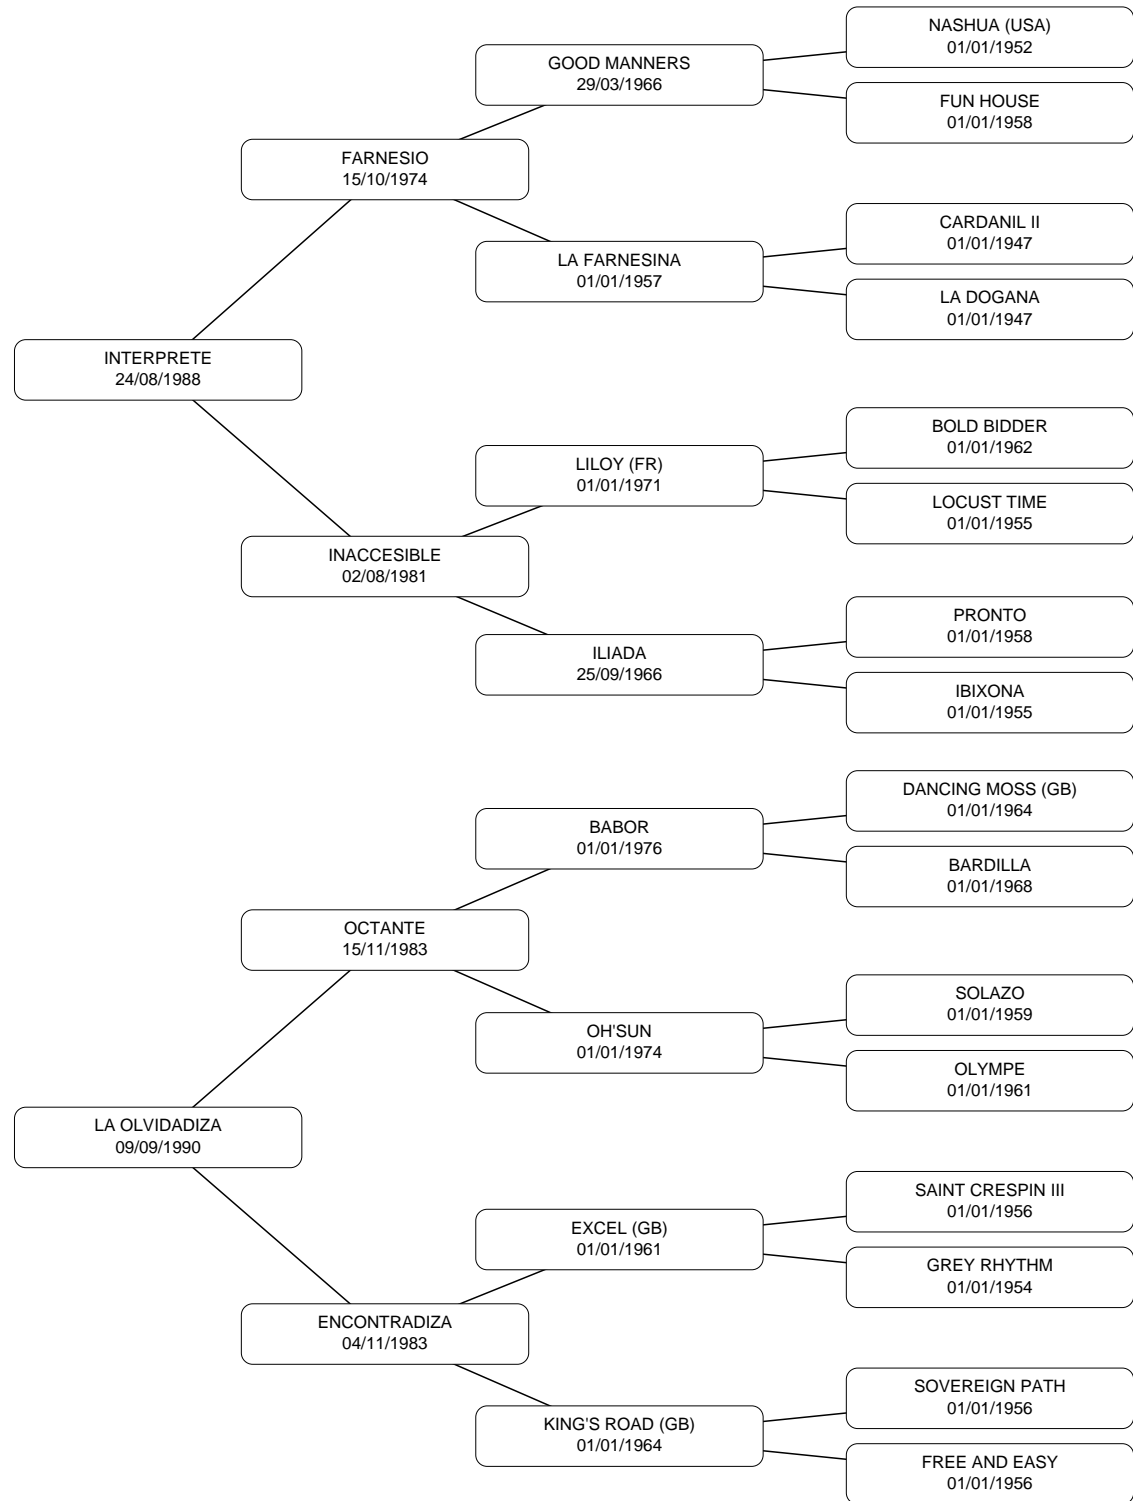 NASHUA (USA)
01/01/1952
GOOD MANNERS
29/03/1966
FUN HOUSE
01/01/1958
FARNESIO
15/10/1974
CARDANIL II
01/01/1947
LA FARNESINA
01/01/1957
LA DOGANA
01/01/1947
INTERPRETE
24/08/1988
BOLD BIDDER
01/01/1962
LILOY (FR)
01/01/1971
LOCUST TIME
01/01/1955
INACCESIBLE
02/08/1981
PRONTO
01/01/1958
ILIADA
25/09/1966
IBIXONA
01/01/1955
DANCING MOSS (GB)
01/01/1964
BABOR
01/01/1976
BARDILLA
01/01/1968
OCTANTE
15/11/1983
SOLAZO
01/01/1959
OH'SUN
01/01/1974
OLYMPE
01/01/1961
LA OLVIDADIZA
09/09/1990
SAINT CRESPIN III
01/01/1956
EXCEL (GB)
01/01/1961
GREY RHYTHM
01/01/1954
ENCONTRADIZA
04/11/1983
SOVEREIGN PATH
01/01/1956
KING'S ROAD (GB)
01/01/1964
FREE AND EASY
01/01/1956